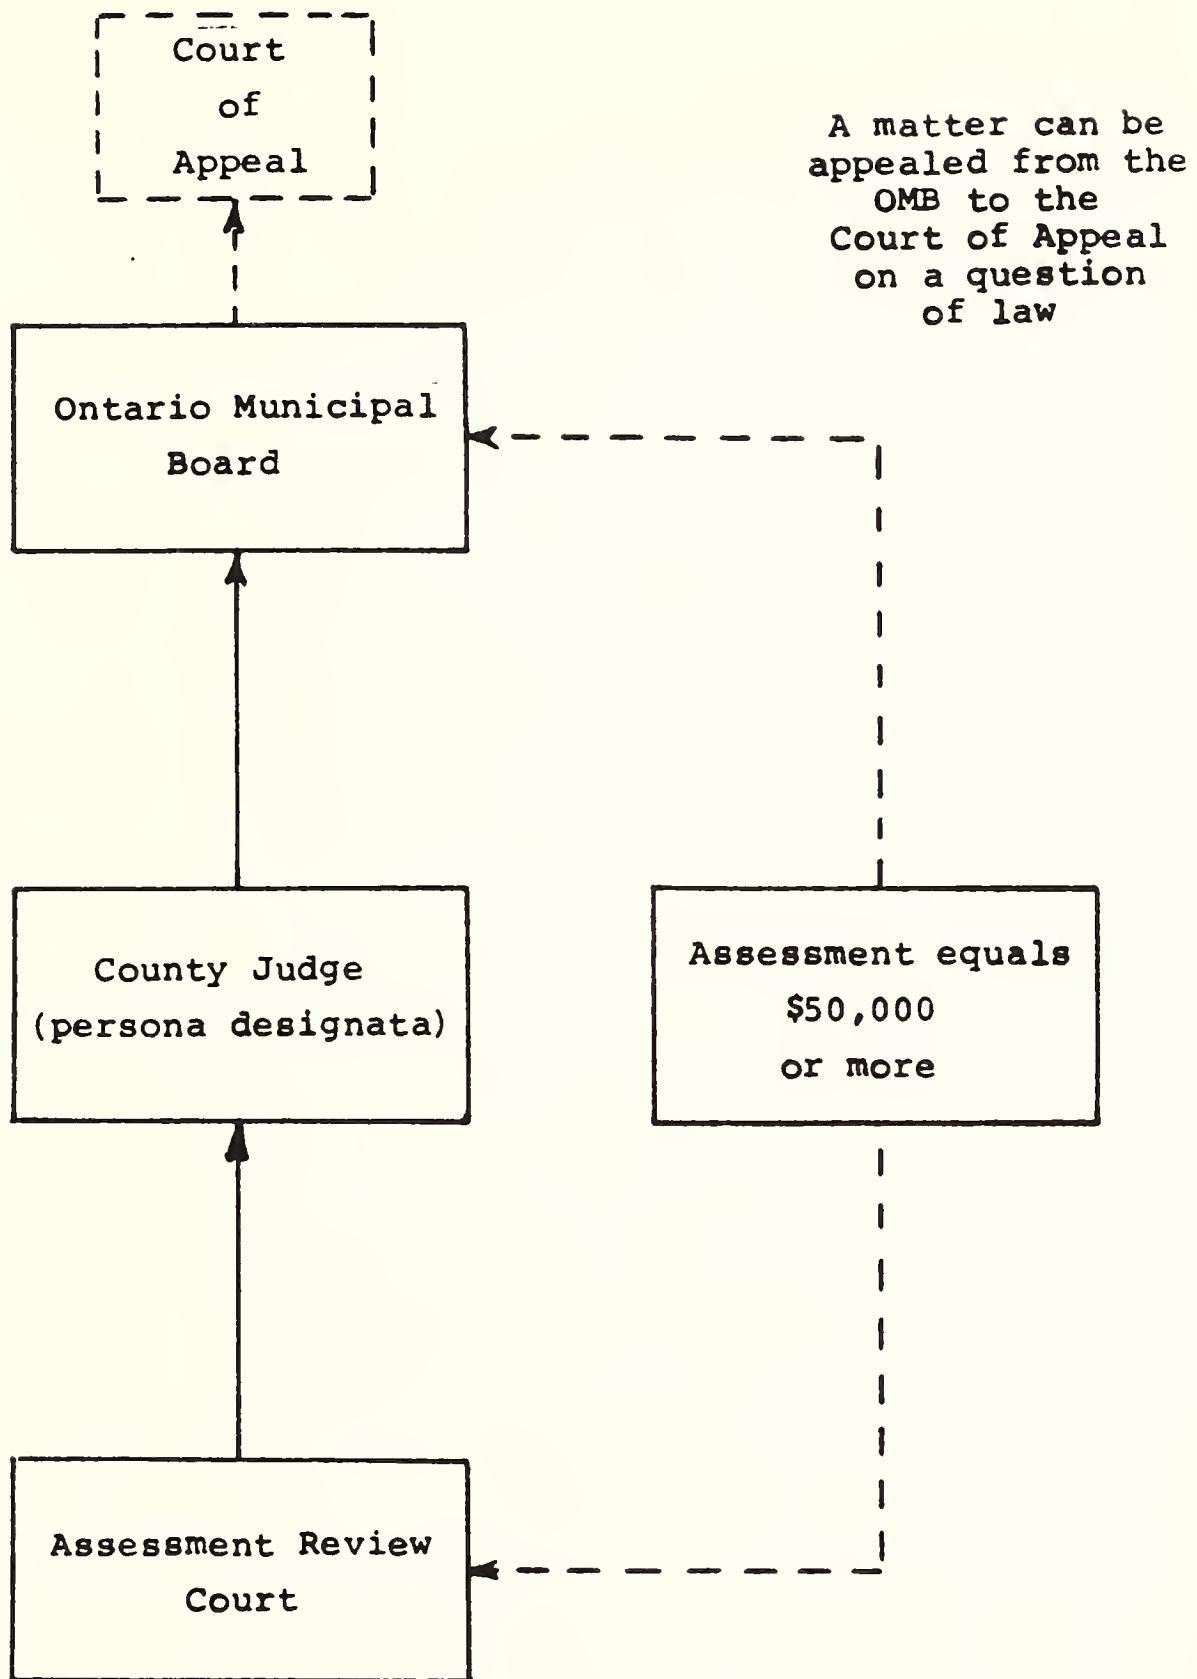 Court
of
Appeal
A matter can be
appealed from the
OMB to the
Court of Appeal
on a question
of law
Ontario Municipal
Board
County Judge
(persona designata)
Assessment equals
$50,000
or more
Assessment Review
Court